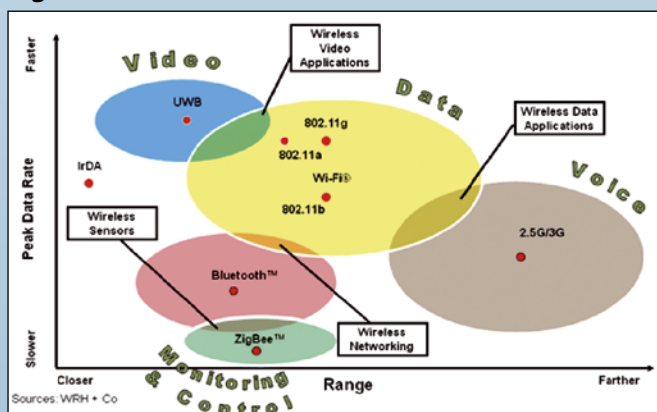 Faster
Peak Data Rate
Slower
Video
Wireless
Video
Applications
Data
Wireless Data
Applications
Voice
UWB
802.11g
802.11a
Wi-Fi®
802.11b
IrDA
Wireless
Sensors
2.5G/3G
Bluetooth™
ZigBee™
Wireless
Networking
Monitoring
& Control
Closer
Range
Farther
Sources: WRH + Co